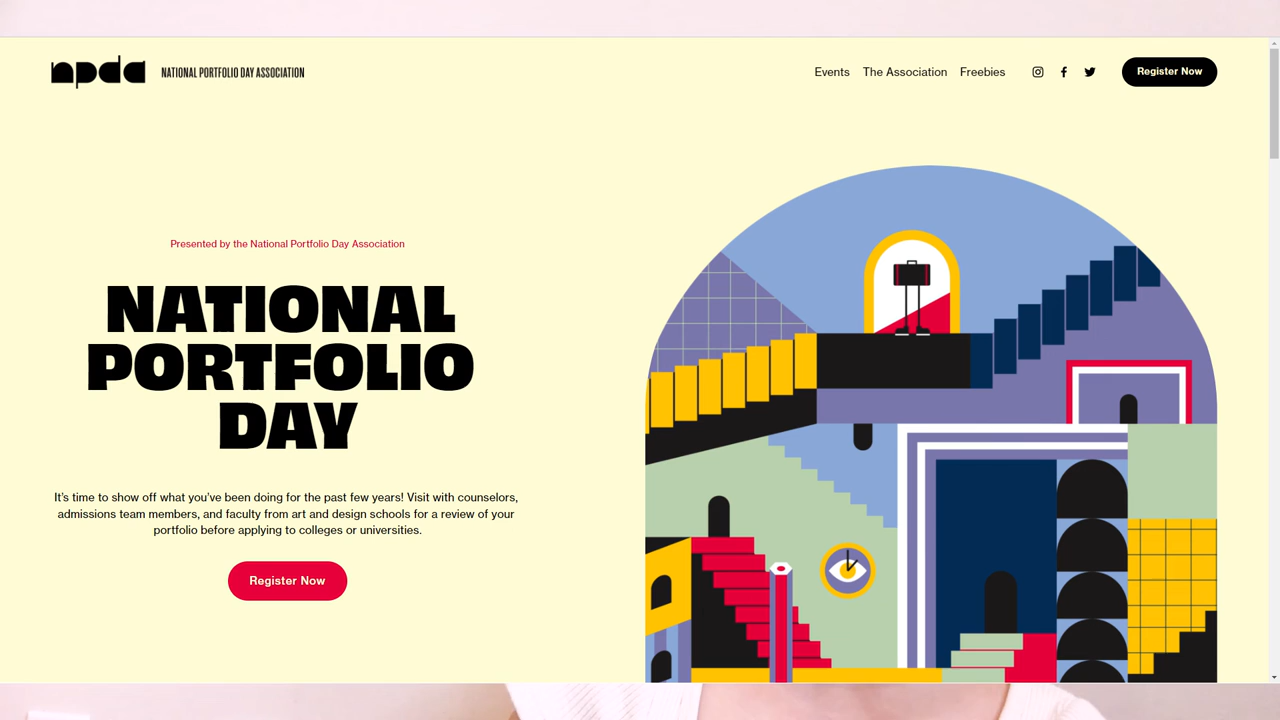 npda
NATIONAL PORTFOLIO DAY ASSOCIATION
Events The Association Freebies
Register Now
Presented by the National Portfolio Day Association
NATIONAL
PORTFOLIO
DAY
It's time to show off what you've been doing for the past few years! Visit with counselors,
admissions team members, and faculty from art and design schools for a review of your
portfolio before applying to colleges or universities.
Register Now